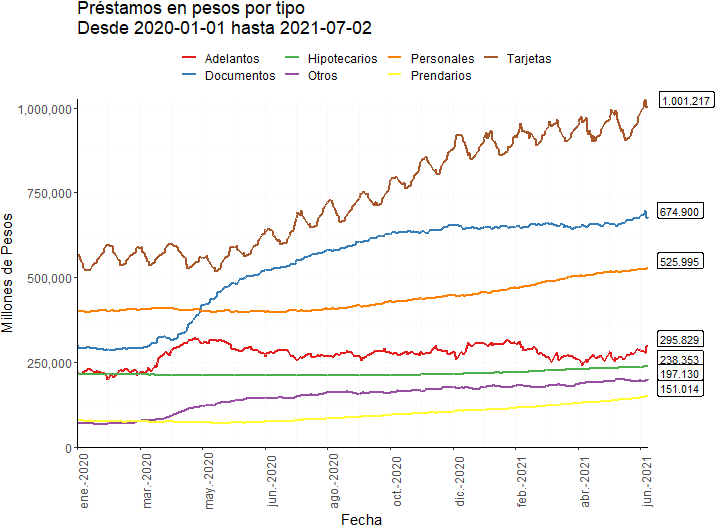 Préstamos en pesos por tipo
Desde 2020-01-01 hasta 2021-07-02
Adelantos Hipotecarios Personales Tarjetas
Documentos Otros Prendarios
Millones de Pesos
1,000,000
750,000
500,000
250,000
0
1.001.217
674.900
525.995
295.829
238.353
197.130
151.014
ene.-2020
mar.-2020
may.-2020
jun.-2020
ago.-2020
oct.-2020
dic.-2020
feb.-2021
abr.-2021
jun.-2021
Fecha